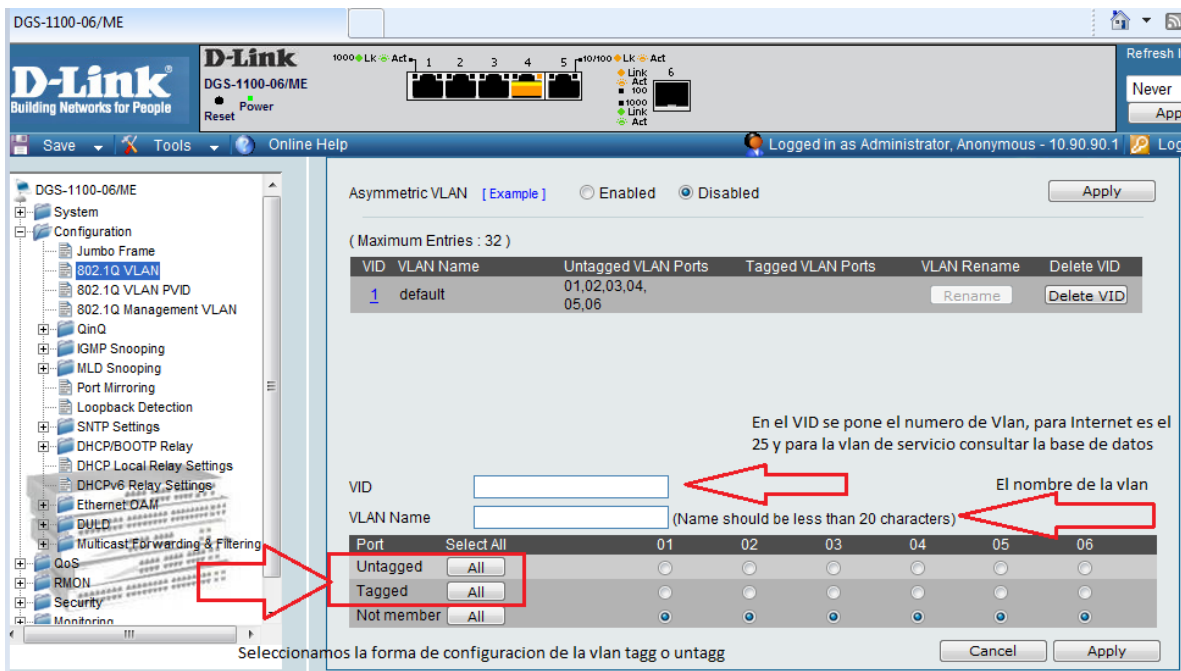 DGS-1100-06/ME
D-Link®
Building Networks for People
D-Link
DGS-1100-06/ME
Power
Reset
1000 Lk Act 1 2 3 4 5 10/100 Lk Act
Link 6
Act
100
1000
Link
Act
Refresh I
Never
App
Save Tools Online Help Logged in as Administrator, Anonymous - 10.90.90.1 Log
DGS-1100-06/ME
System
Configuration
Jumbo Frame
802.1Q VLAN
802.1Q VLAN PVID
802.1Q Management VLAN
QinQ
IGMP Snooping
MLD Snooping
Port Mirroring
Loopback Detection
SNTP Settings
DHCP/BOOTP Relay
DHCP Local Relay Settings
DHCPv6 Relay Settings
Ethernet OAM
DULD
Multicast Forwarding & Filtering
QoS
RMON
Security
Monitoring
Asymmetric VLAN [ Example ] Enabled Disabled Apply
( Maximum Entries : 32 )
VID VLAN Name Untagged VLAN Ports Tagged VLAN Ports VLAN Rename Delete VID
1 default 01,02,03,04, Rename Delete VID
05,06
En el VID se pone el numero de Vlan, para Internet es el
25 y para la vlan de servicio consultar la base de datos
VID
El nombre de la vlan
VLAN Name (Name should be less than 20 characters)
Port Select All 01 02 03 04 05 06
Untagged All
Tagged All
Not member All
Seleccionamos la forma de configuracion de la vlan tagg o untagg
Cancel Apply